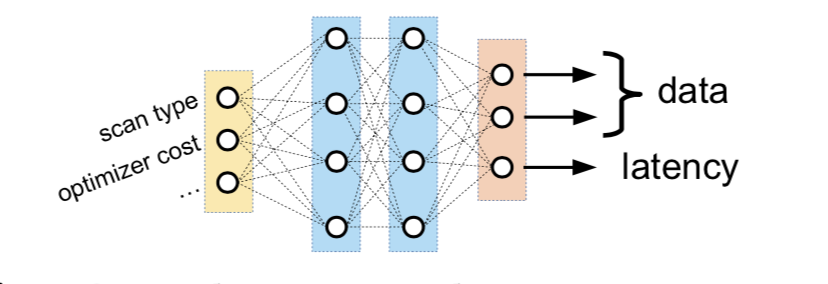 scan type
optimizer cost
...
data
latency